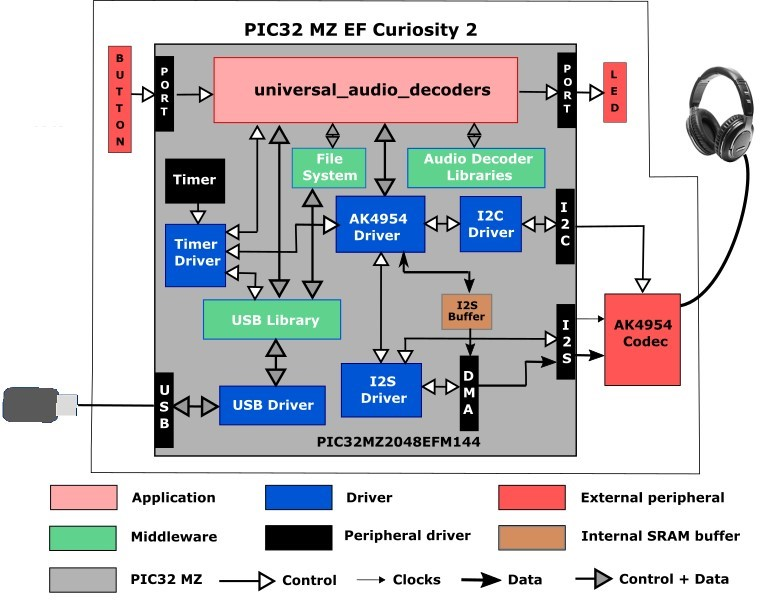 PIC32 MZ EF Curiosity 2
BUTTON
PORT
universal_audio_decoders
PORT
LED
File
System
Audio Decoder
Libraries
Timer
Timer
Driver
AK4954
Driver
I2C
Driver
I2C
USB Library
I2S
Buffer
I2S
AK4954
Codec
USB
USB Driver
I2S
Driver
DMA
PIC32MZ2048EFM144
Application
Driver
External peripheral
Middleware
Peripheral driver
Internal SRAM buffer
PIC32 MZ
Control
Clocks
Data
Control + Data